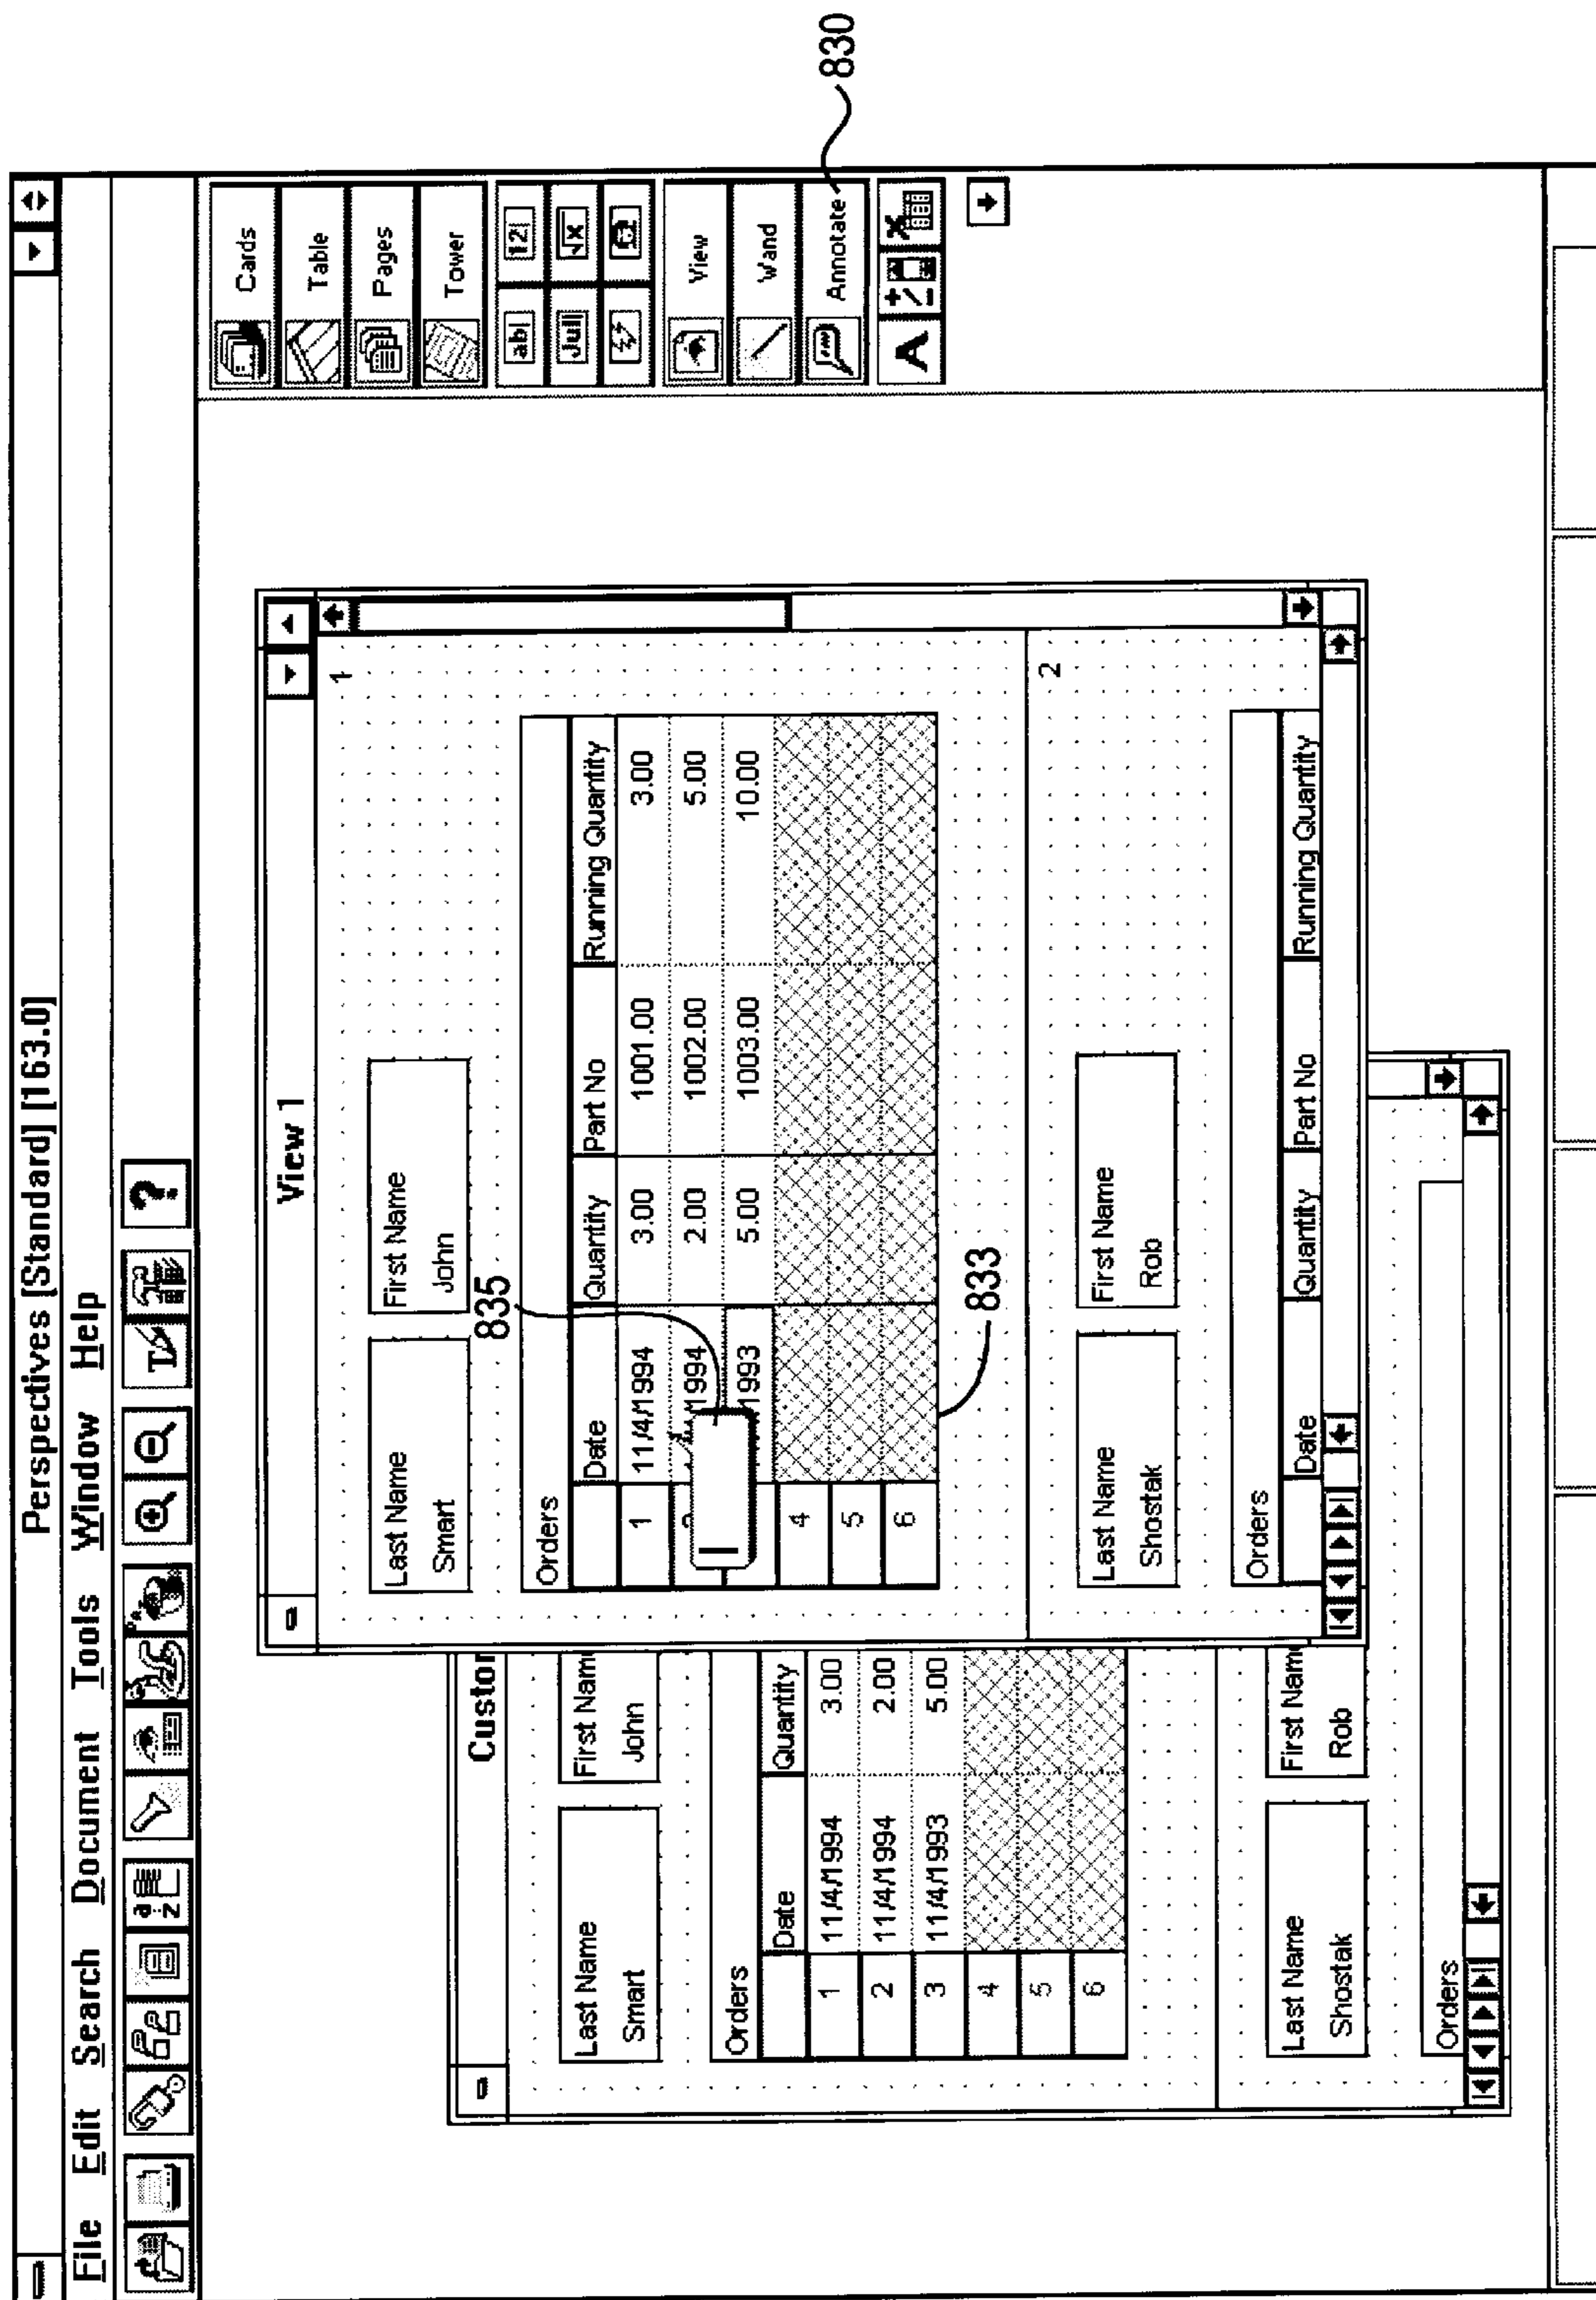 Perspectives [Standard] [163.0]
File Edit Search Document Tools Window Help
?
Custom
Last Name
Smart
First Name
John
Orders
Date Quantity
1 11/4/1994 3.00
2 11/4/1994 2.00
3 11/4/1993 5.00
4
5
6
Last Name
Shostak
First Name
Rob
Orders
View 1
1
Last Name
Smart
First Name
John
835
Orders
Date Quantity Part No Running Quantity
1 11/4/1994 3.00 1001.00 3.00
1994 2.00 1002.00 5.00
1993 5.00 1003.00 10.00
4
5
6
833
2
Last Name
Shostak
First Name
Rob
Orders
Date Quantity Part No Running Quantity
Cards
Table
Pages
Tower
ab| 12|
Jul √x
View
Wand
Annotate
830
A